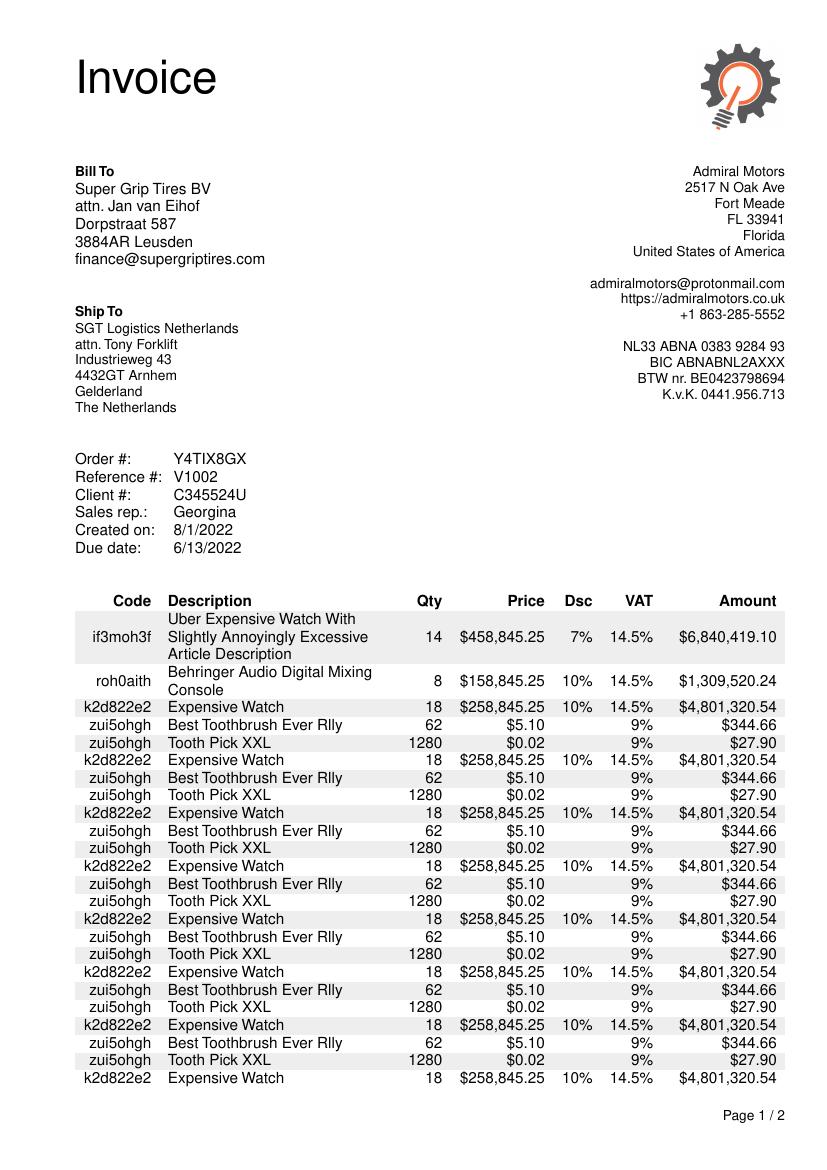 Invoice
Bill To
Super Grip Tires BV
attn. Jan van Eihof
Dorpstraat 587
3884AR Leusden
finance@supergriptires.com
Ship To
SGT Logistics Netherlands
attn. Tony Forklift
Industrieweg 43
4432GT Arnhem
Gelderland
The Netherlands
Admiral Motors
2517 N Oak Ave
Fort Meade
FL 33941
Florida
United States of America
admiralmotors@protonmail.com
https://admiralmotors.co.uk
+1 863-285-5552
NL33 ABNA 0383 9284 93
BIC ABNABNL2AXXX
BTW nr. BE0423798694
K.v.K. 0441.956.713
Order #: Y4TIX8GX
Reference #: V1002
Client #: C345524U
Sales rep.: Georgina
Created on: 8/1/2022
Due date: 6/13/2022
Code Description Qty Price Dsc VAT Amount
Uber Expensive Watch With
if3moh3f Slightly Annoyingly Excessive 14 $458,845.25 7% 14.5% $6,840,419.10
Article Description
roh0aith Behringer Audio Digital Mixing 8 $158,845.25 10% 14.5% $1,309,520.24
Console
k2d822e2 Expensive Watch 18 $258,845.25 10% 14.5% $4,801,320.54
zui5ohgh Best Toothbrush Ever Rlly 62 $5.10 9% $344.66
zui5ohgh Tooth Pick XXL 1280 $0.02 9% $27.90
k2d822e2 Expensive Watch 18 $258,845.25 10% 14.5% $4,801,320.54
zui5ohgh Best Toothbrush Ever Rlly 62 $5.10 9% $344.66
zui5ohgh Tooth Pick XXL 1280 $0.02 9% $27.90
k2d822e2 Expensive Watch 18 $258,845.25 10% 14.5% $4,801,320.54
zui5ohgh Best Toothbrush Ever Rlly 62 $5.10 9% $344.66
zui5ohgh Tooth Pick XXL 1280 $0.02 9% $27.90
k2d822e2 Expensive Watch 18 $258,845.25 10% 14.5% $4,801,320.54
zui5ohgh Best Toothbrush Ever Rlly 62 $5.10 9% $344.66
zui5ohgh Tooth Pick XXL 1280 $0.02 9% $27.90
k2d822e2 Expensive Watch 18 $258,845.25 10% 14.5% $4,801,320.54
zui5ohgh Best Toothbrush Ever Rlly 62 $5.10 9% $344.66
zui5ohgh Tooth Pick XXL 1280 $0.02 9% $27.90
k2d822e2 Expensive Watch 18 $258,845.25 10% 14.5% $4,801,320.54
zui5ohgh Best Toothbrush Ever Rlly 62 $5.10 9% $344.66
zui5ohgh Tooth Pick XXL 1280 $0.02 9% $27.90
k2d822e2 Expensive Watch 18 $258,845.25 10% 14.5% $4,801,320.54
zui5ohgh Best Toothbrush Ever Rlly 62 $5.10 9% $344.66
zui5ohgh Tooth Pick XXL 1280 $0.02 9% $27.90
k2d822e2 Expensive Watch 18 $258,845.25 10% 14.5% $4,801,320.54
Page 1 / 2